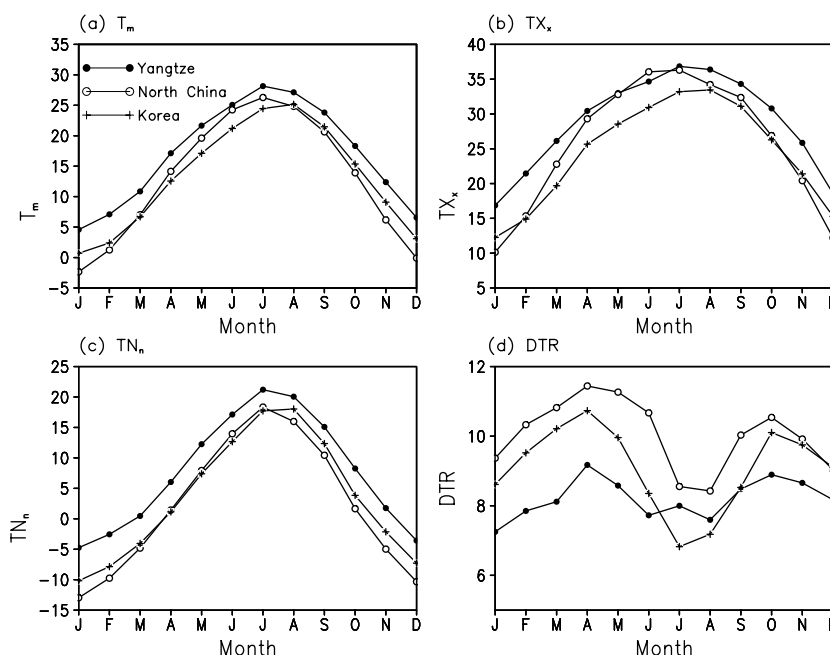 (a) Tm
35
30
25
20
15
10
5
0
−5
Tm
Yangtze
North China
Korea
J F M A M J J A S O N D
Month
(b) TXx
40
35
30
25
20
15
10
5
TXx
J F M A M J J A S O N D
Month
(c) TNn
25
20
15
10
5
0
−5
−10
−15
TNn
J F M A M J J A S O N D
Month
(d) DTR
12
10
8
6
DTR
J F M A M J J A S O N D
Month